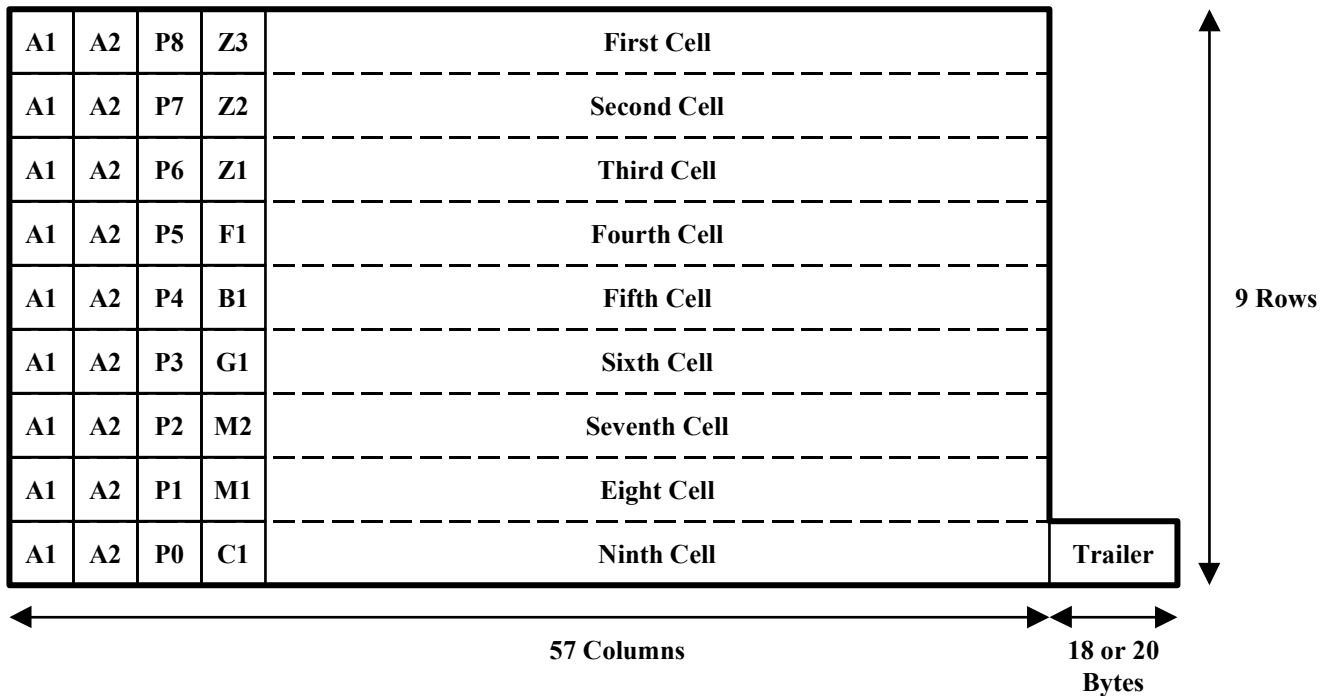 A1 A2 P8 Z3 First Cell
A1 A2 P7 Z2 Second Cell
A1 A2 P6 Z1 Third Cell
A1 A2 P5 F1 Fourth Cell
A1 A2 P4 B1 Fifth Cell
9 Rows
A1 A2 P3 G1 Sixth Cell
A1 A2 P2 M2 Seventh Cell
A1 A2 P1 M1 Eight Cell
A1 A2 P0 C1 Ninth Cell Trailer
57 Columns
18 or 20
Bytes